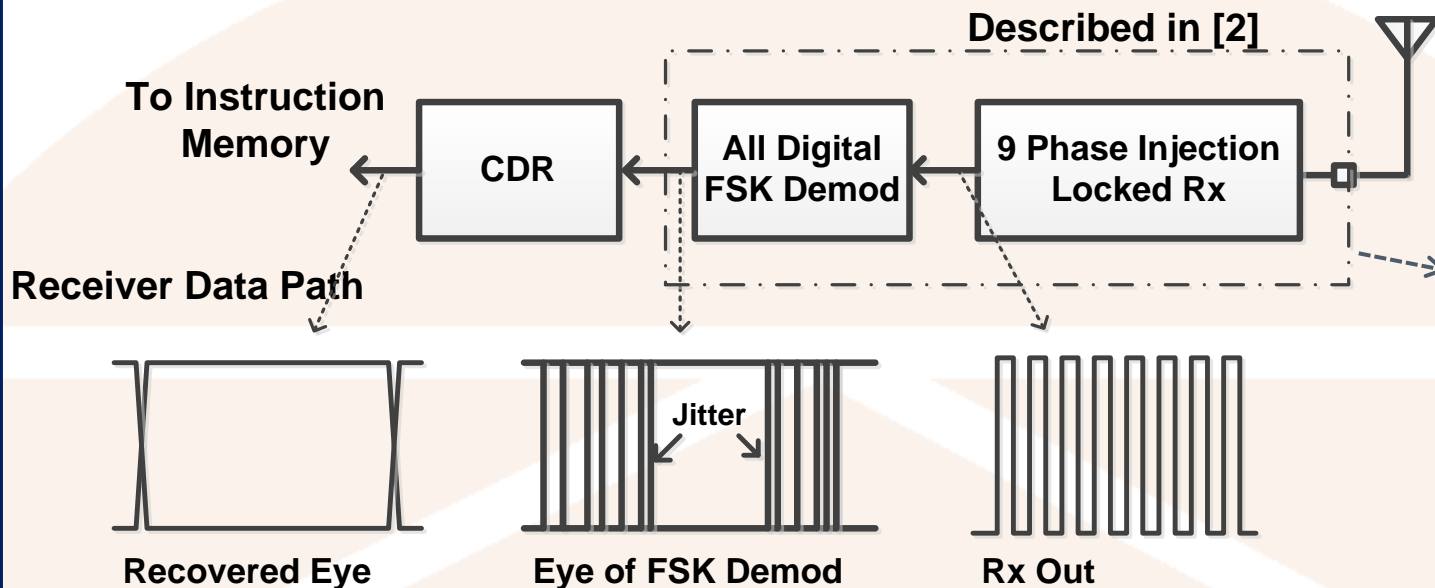 Described in [2]
To Instruction
Memory
CDR
All Digital
FSK Demod
9 Phase Injection
Locked Rx
Receiver Data Path
Jitter
Recovered Eye
Eye of FSK Demod
Rx Out